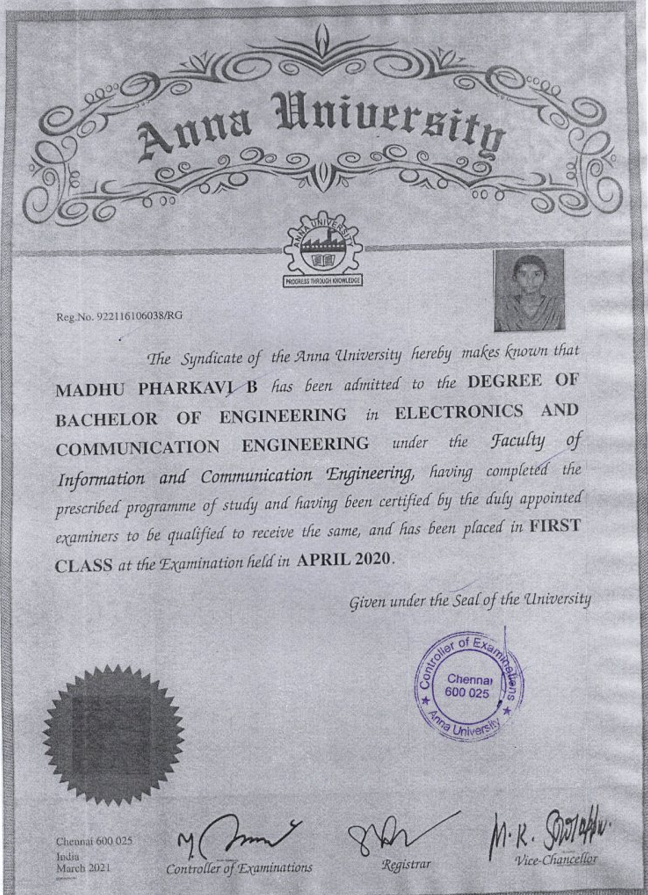 Anna University
ANNA UNIVERSITY
PROGRESS THROUGH KNOWLEDGE
Reg.No. 922116106038/RG
The Syndicate of the Anna University hereby makes known that
MADHU PHARKAVI B has been admitted to the DEGREE OF
BACHELOR OF ENGINEERING in ELECTRONICS AND
COMMUNICATION ENGINEERING under the Faculty of
Information and Communication Engineering, having completed the
prescribed programme of study and having been certified by the duly appointed
examiners to be qualified to receive the same, and has been placed in FIRST
CLASS at the Examination held in APRIL 2020.
Given under the Seal of the University
Controller of Examinations
Chennai
600 025
Anna University
Chennai 600 025
India
March 2021
Controller of Examinations
Registrar
M. K.
Vice-Chancellor